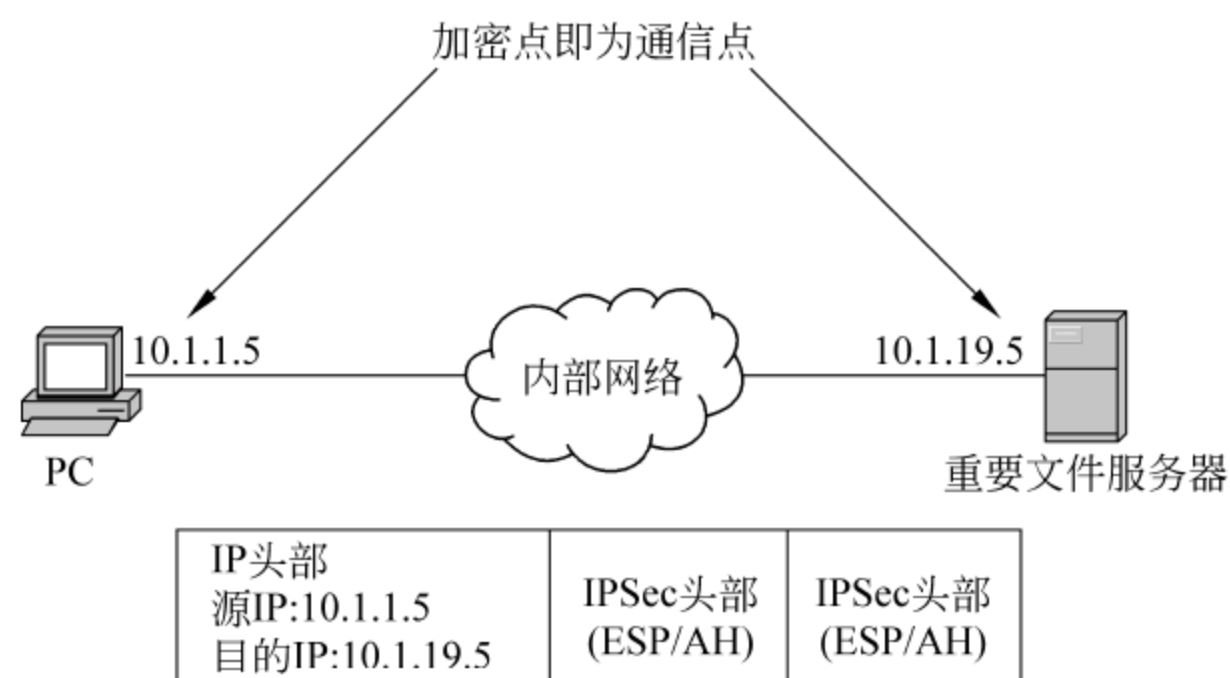 加密点即为通信点
10.1.1.5
10.1.19.5
内部网络
PC
重要文件服务器
IP头部
源IP:10.1.1.5
目的IP:10.1.19.5
IPSec头部
(ESP/AH)
IPSec头部
(ESP/AH)